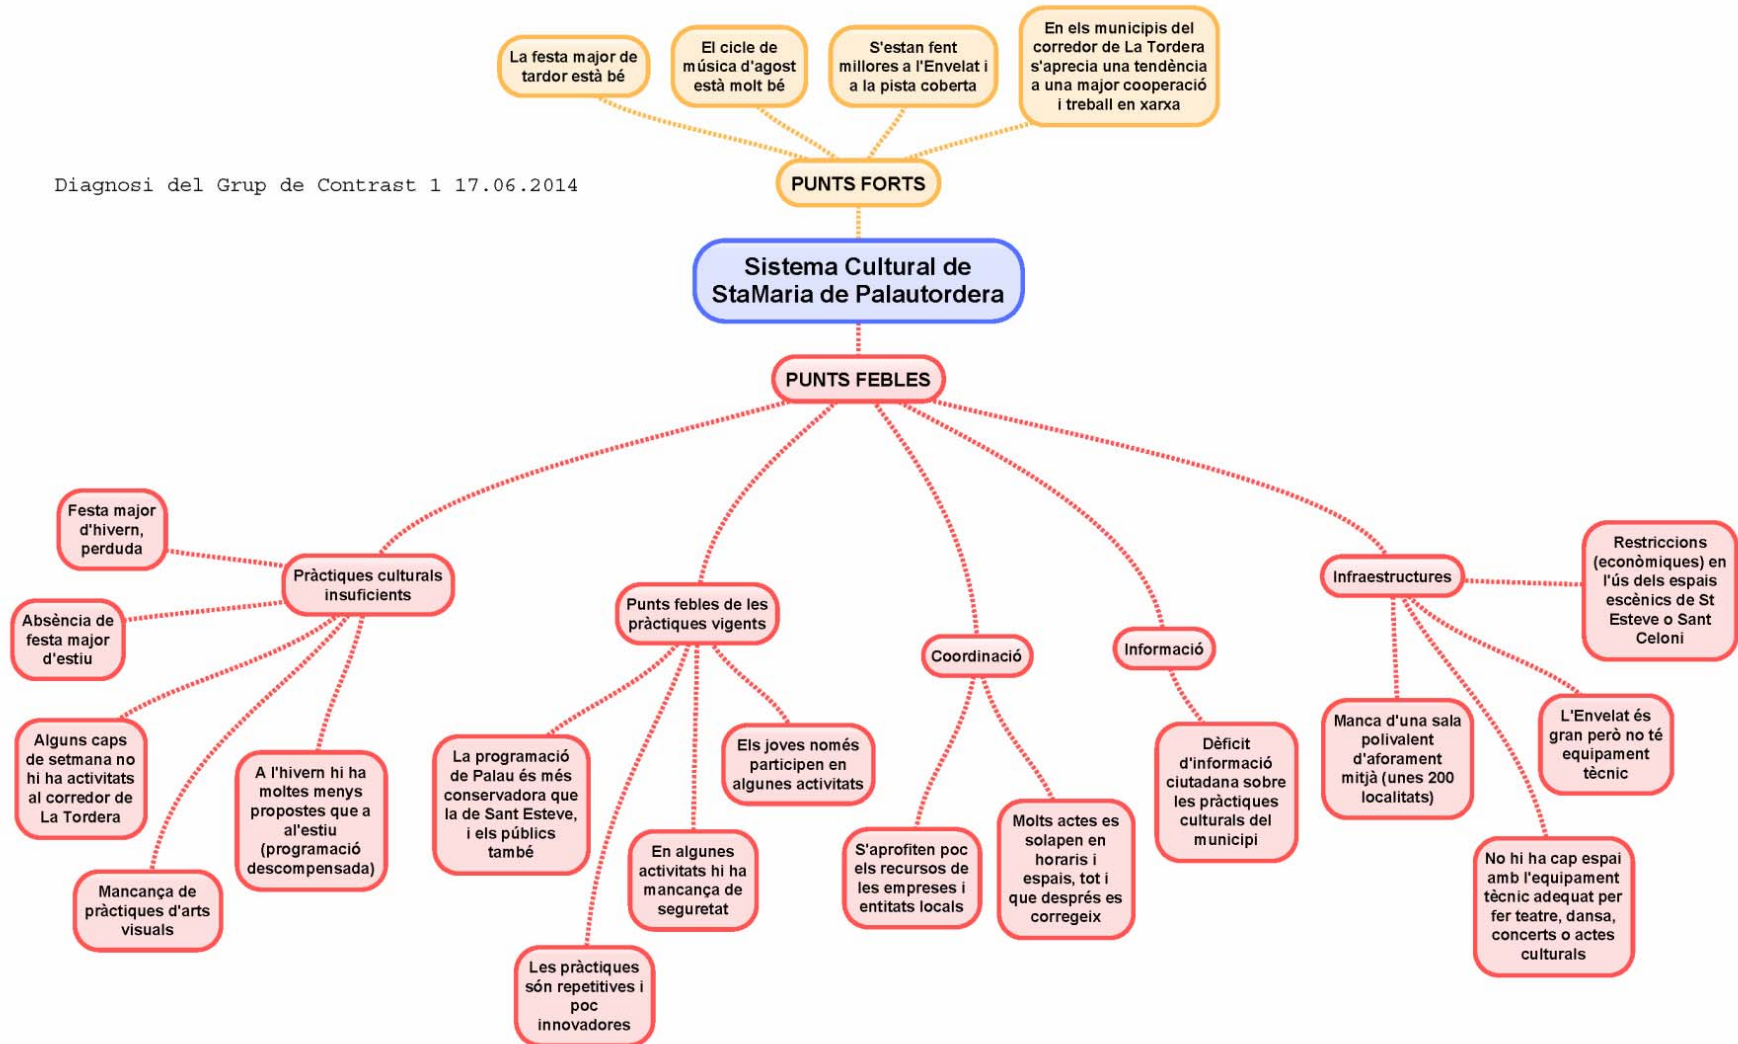 La festa major de
tardor està bé
El cicle de
música d'agost
està molt bé
S'estan fent
millores a l'Envelat i
a la pista coberta
En els municipis del
corredor de La Tordera
s'aprecia una tendència
a una major cooperació
i treball en xarxa
Diagnosi del Grup de Contrast 1 17.06.2014
PUNTS FORTS
Sistema Cultural de
StaMaria de Palautordera
PUNTS FEBLES
Festa major
d'hivern,
perduda
Pràctiques culturals
insuficients
Absència de
festa major
d'estiu
Alguns caps
de setmana no
hi ha activitats
al corredor de
La Tordera
Mancança de
pràctiques d'arts
visuals
A l'hivern hi ha
moltes menys
propostes que a
al'estiu
(programació
descompensada)
Punts febles de les
pràctiques vigents
La programació
de Palau és més
conservadora que
la de Sant Esteve,
i els públics
també
Les pràctiques
són repetitives i
poc
innovadores
En algunes
activitats hi ha
mancança de
seguretat
Els joves només
participen en
algunes activitats
Coordinació
S'aprofiten poc
els recursos de
les empreses i
entitats locals
Molts actes es
solapen en
horaris i
espais, tot i
que després es
corregeix
Informació
Dèficit
d'informació
ciutadana sobre
les pràctiques
culturals del
municipi
Infraestructures
Restriccions
(econòmiques) en
l'ús dels espais
escènics de St
Esteve o Sant
Celoni
Manca d'una sala
polivalent
d'aforament
mitjà (unes 200
localitats)
L'Envelat és
gran però no té
equipament
tècnic
No hi ha cap espai
amb l'equipament
tècnic adequat per
fer teatre, dansa,
concerts o actes
culturals